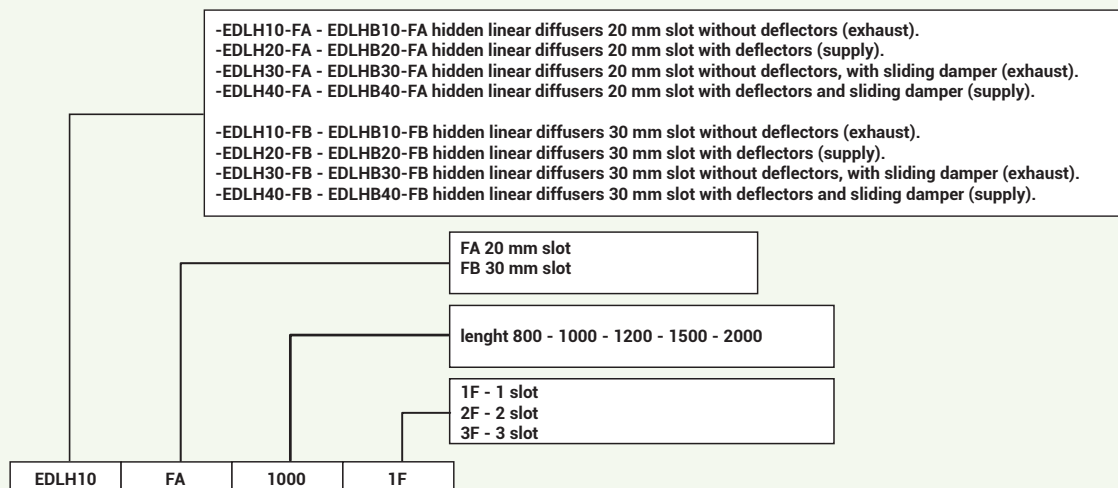 -EDLH10-FA - EDLHB10-FA hidden linear diffusers 20 mm slot without deflectors (exhaust).
-EDLH20-FA - EDLHB20-FA hidden linear diffusers 20 mm slot with deflectors (supply).
-EDLH30-FA - EDLHB30-FA hidden linear diffusers 20 mm slot without deflectors, with sliding damper (exhaust).
-EDLH40-FA - EDLHB40-FA hidden linear diffusers 20 mm slot with deflectors and sliding damper (supply).
-EDLH10-FB - EDLHB10-FB hidden linear diffusers 30 mm slot without deflectors (exhaust).
-EDLH20-FB - EDLHB20-FB hidden linear diffusers 30 mm slot with deflectors (supply).
-EDLH30-FB - EDLHB30-FB hidden linear diffusers 30 mm slot without deflectors, with sliding damper (exhaust).
-EDLH40-FB - EDLHB40-FB hidden linear diffusers 30 mm slot with deflectors and sliding damper (supply).
FA 20 mm slot
FB 30 mm slot
lenght 800 - 1000 - 1200 - 1500 - 2000
1F - 1 slot
2F - 2 slot
3F - 3 slot
EDLH10 FA 1000 1F